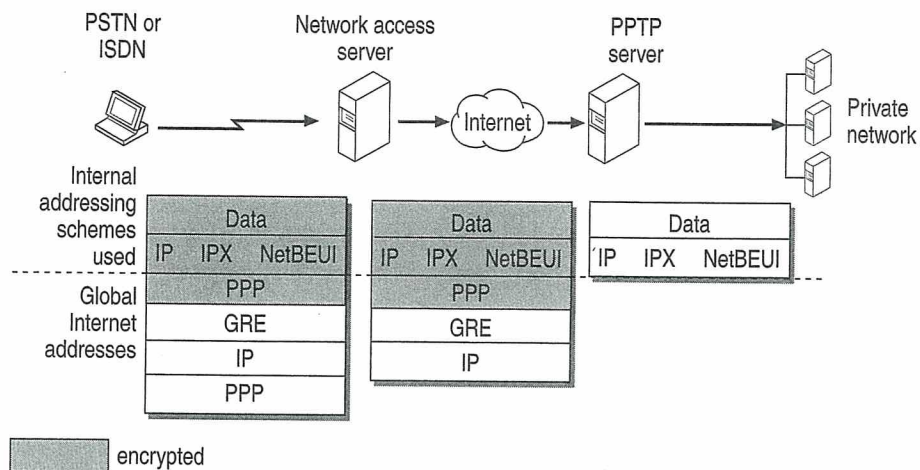 PSTN or
ISDN
Network access
server
PPTP
server
Internet
Private
network
Internal
addressing
schemes
used
Global
Internet
addresses
Data
IP IPX NetBEUI
PPP
GRE
IP
PPP
Data
IP IPX NetBEUI
PPP
GRE
IP
Data
IP IPX NetBEUI
encrypted